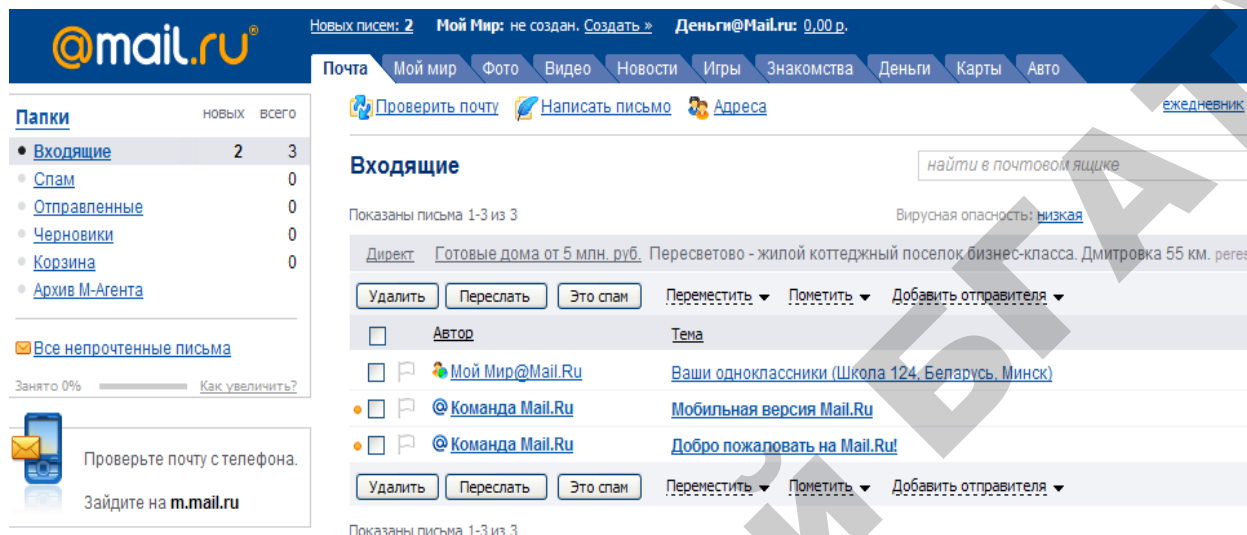 @mail.ru®
Новых писем: 2 Мой Мир: не создан. Создать » Деньги@Mail.ru: 0,00 р.
Почта Мой мир Фото Видео Новости Игры Знакомства Деньги Карты Авто
Папки новых всего
Входящие 2 3
Спам 0
Отправленные 0
Черновики 0
Корзина 0
Архив М-Агента
Все непрочтенные письма
Занято 0% Как увеличить?
Проверьте почту с телефона.
Зайдите на m.mail.ru
Проверить почту Написать письмо Адреса ежедневник
Входящие найти в почтовом ящике
Показаны письма 1-3 из 3 Вирусная опасность: низкая
Директ Готовые дома от 5 млн. руб. Пересветово - жилой коттеджный поселок бизнес-класса. Дмитровка 55 км. peres
Удалить Переслать Это спам Переместить Пометить Добавить отправителя
Автор Тема
Мой Мир@Mail.Ru Ваши одноклассники (Школа 124, Беларусь, Минск)
@ Команда Mail.Ru Мобильная версия Mail.Ru
@ Команда Mail.Ru Добро пожаловать на Mail.Ru!
Удалить Переслать Это спам Переместить Пометить Добавить отправителя
Показаны письма 1-3 из 3
Й БГАТ